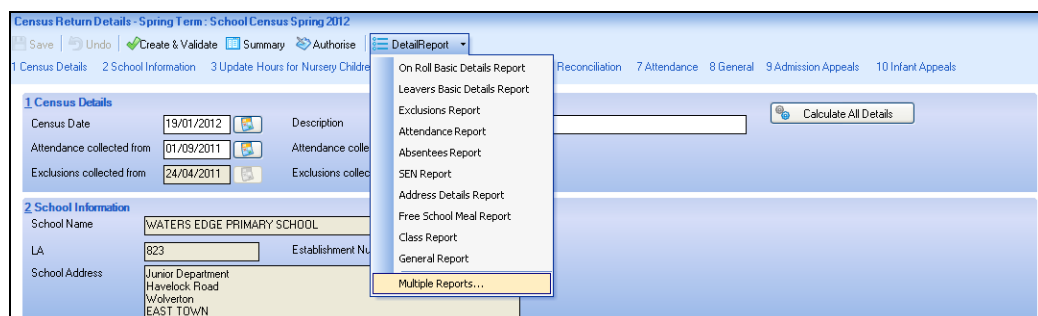 Census Return Details - Spring Term : School Census Spring 2012
Save Undo Create & Validate Summary Authorise DetailReport
1 Census Details 2 School Information 3 Update Hours for Nursery Childre Reconciliation 7 Attendance 8 General 9 Admission Appeals 10 Infant Appeals
On Roll Basic Details Report
Leavers Basic Details Report
Exclusions Report
Attendance Report
Absentees Report
SEN Report
Address Details Report
Free School Meal Report
Class Report
General Report
Multiple Reports...
1 Census Details
Census Date 19/01/2012 Description
Calculate All Details
Attendance collected from 01/09/2011 Attendance colle
Exclusions collected from 24/04/2011 Exclusions collec
2 School Information
School Name WATERS EDGE PRIMARY SCHOOL
LA 823 Establishment Nu
School Address Junior Department
Havelock Road
Wolverton
EAST TOWN